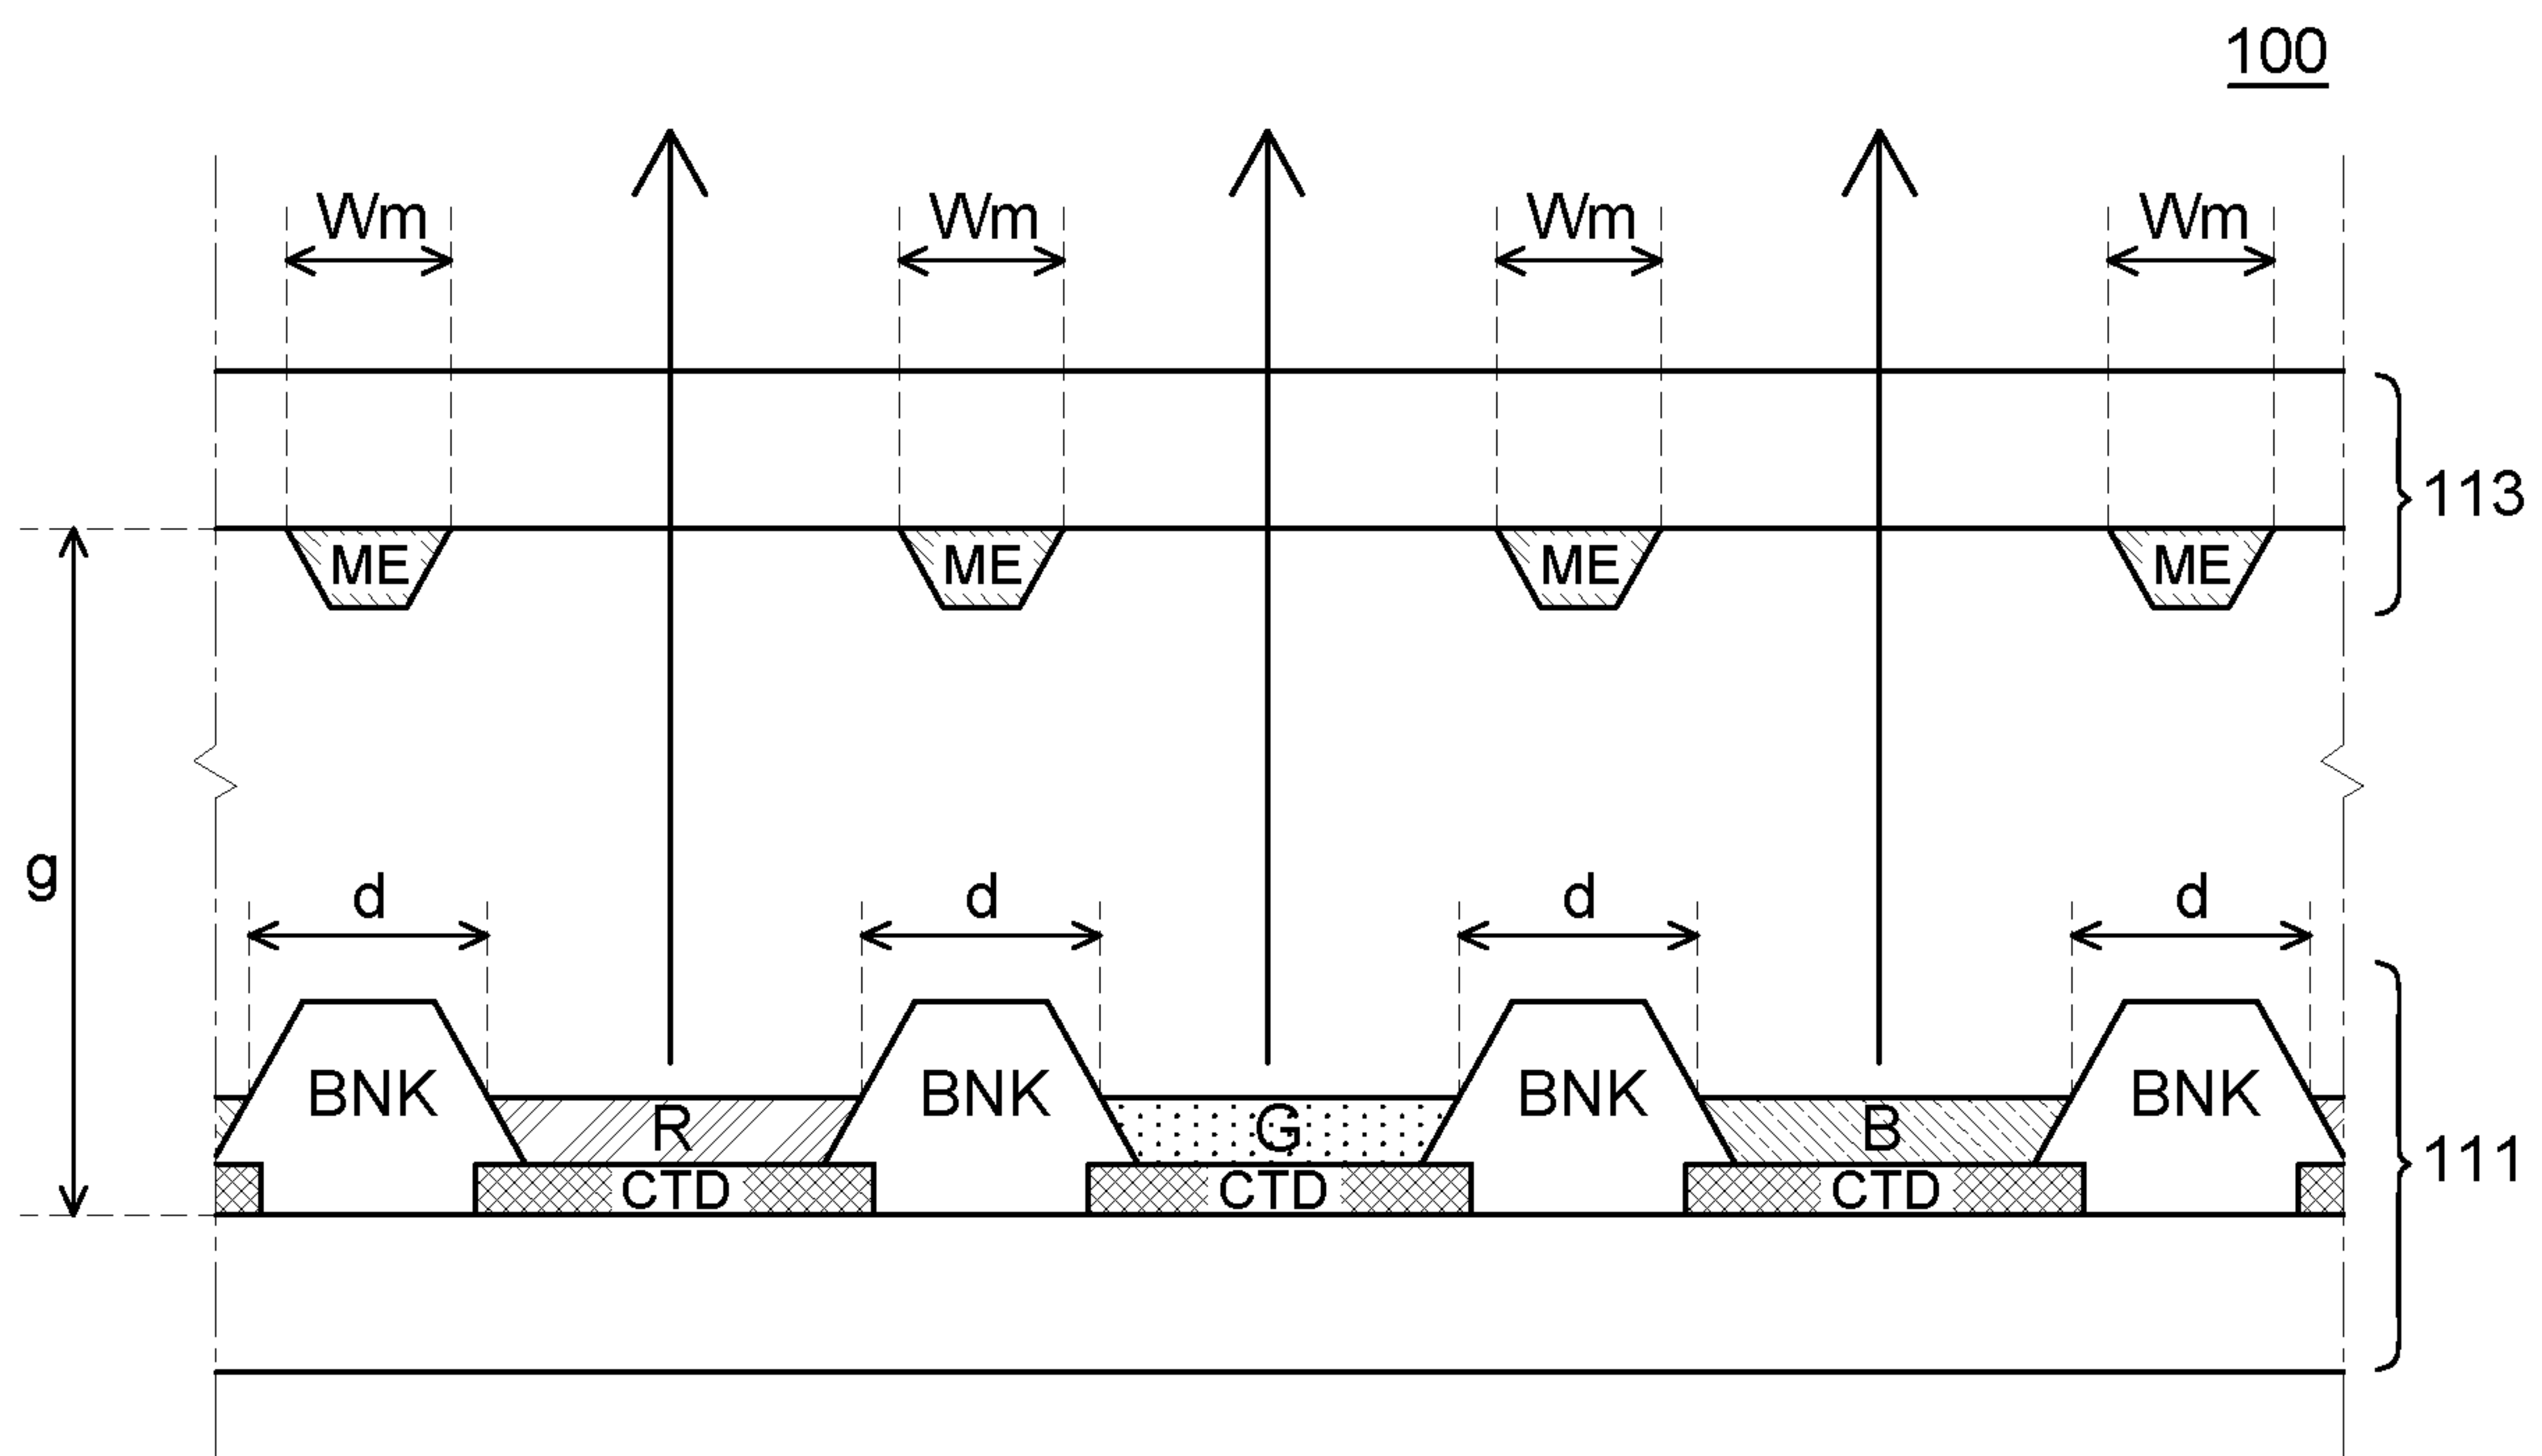 100
Wm Wm Wm Wm
113
ME ME ME ME
g
d d d d
BNK BNK BNK BNK
R G B
111
CTD CTD CTD